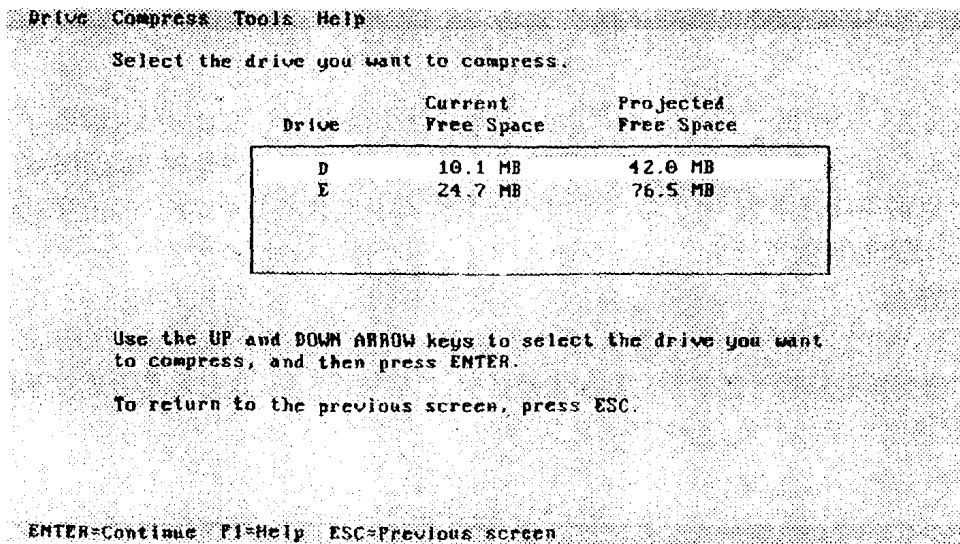 Drive Compress Tools Help
Select the drive you want to compress.
Current Projected
Drive Free Space Free Space
D 10.1 MB 42.0 MB
E 24.7 MB 76.5 MB
Use the UP and DOWN ARROW keys to select the drive you want
to compress, and then press ENTER.
To return to the previous screen, press ESC.
ENTER=Continue F1=Help ESC=Previous screen